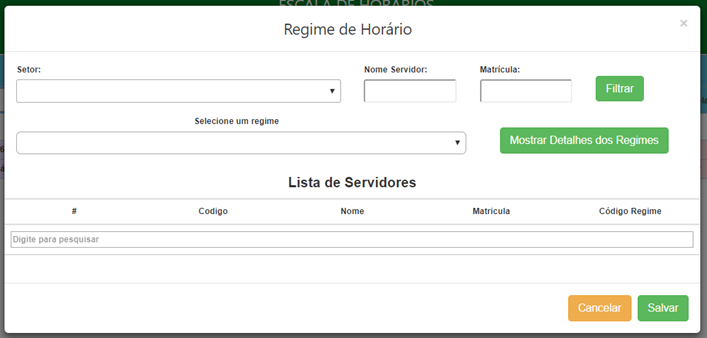 ESCALA DE HORÁRIOS
Regime de Horário
×
Setor:
Nome Servidor:
Matrícula:
Filtrar
Selecione um regime
Mostrar Detalhes dos Regimes
Lista de Servidores
# Codigo Nome Matricula Código Regime
Digite para pesquisar
Cancelar Salvar